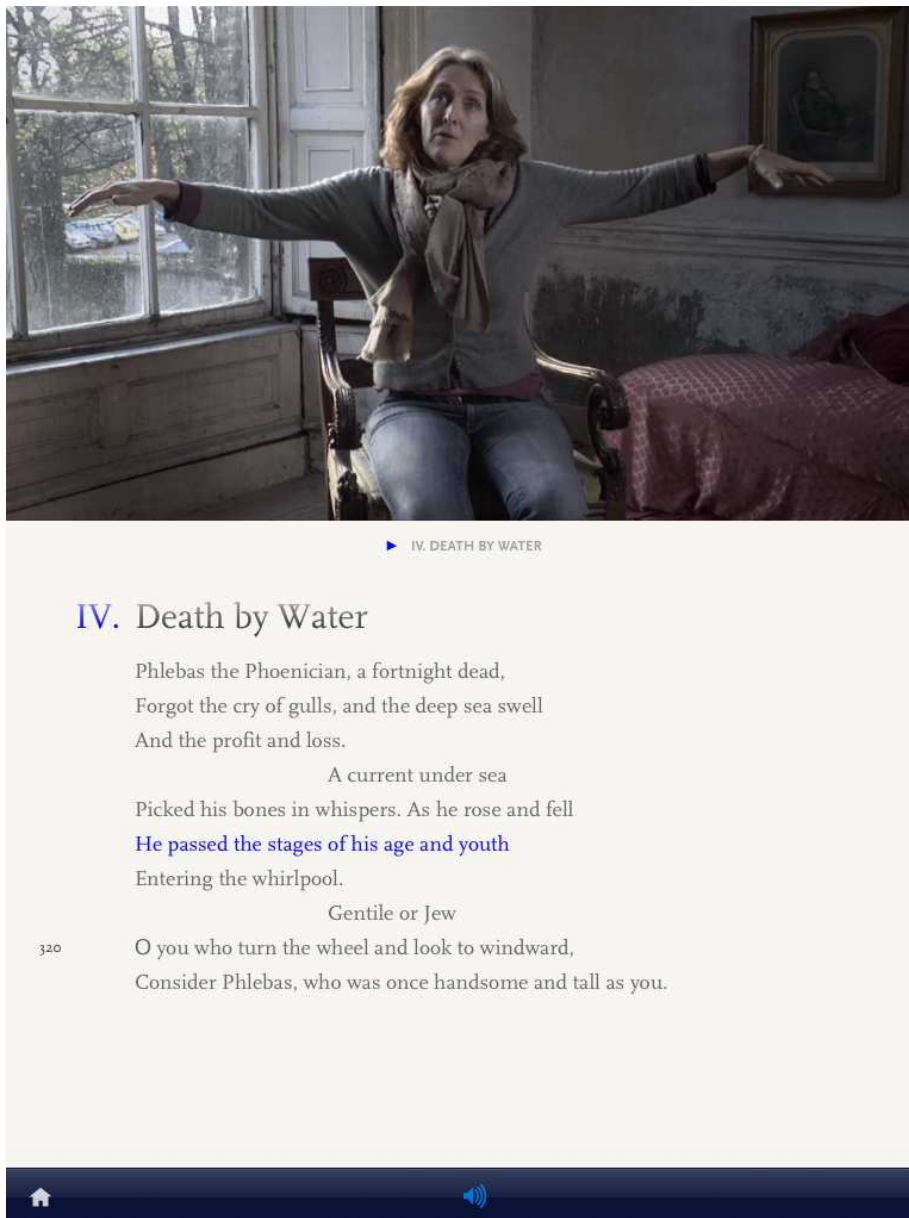 IV. DEATH BY WATER
IV. Death by Water
Phlebas the Phoenician, a fortnight dead,
Forgot the cry of gulls, and the deep sea swell
And the profit and loss.
A current under sea
Picked his bones in whispers. As he rose and fell
He passed the stages of his age and youth
Entering the whirlpool.
Gentile or Jew
320 O you who turn the wheel and look to windward,
Consider Phlebas, who was once handsome and tall as you.